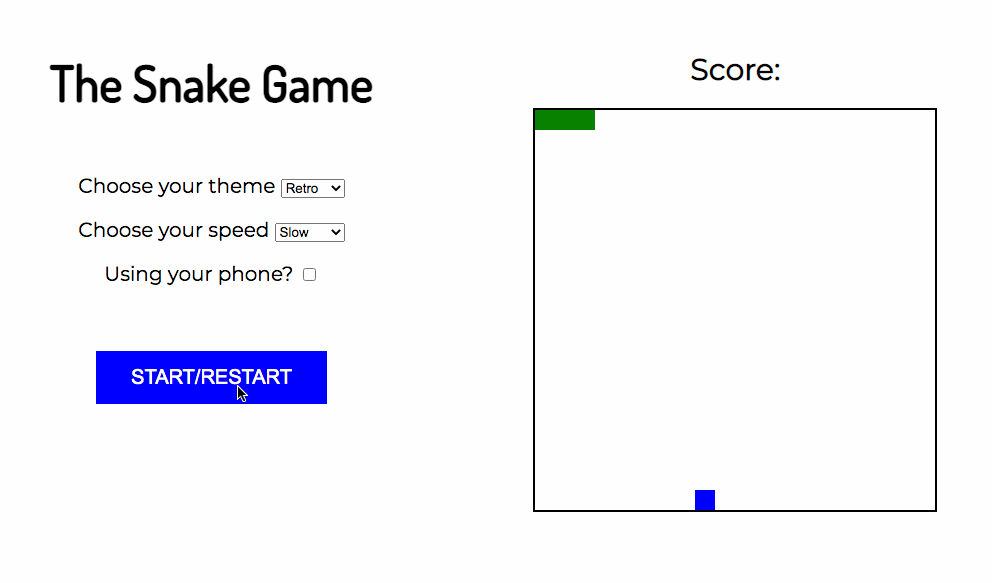 The Snake Game
Choose your theme Retro
Choose your speed Slow
Using your phone?
START/RESTART
Score: